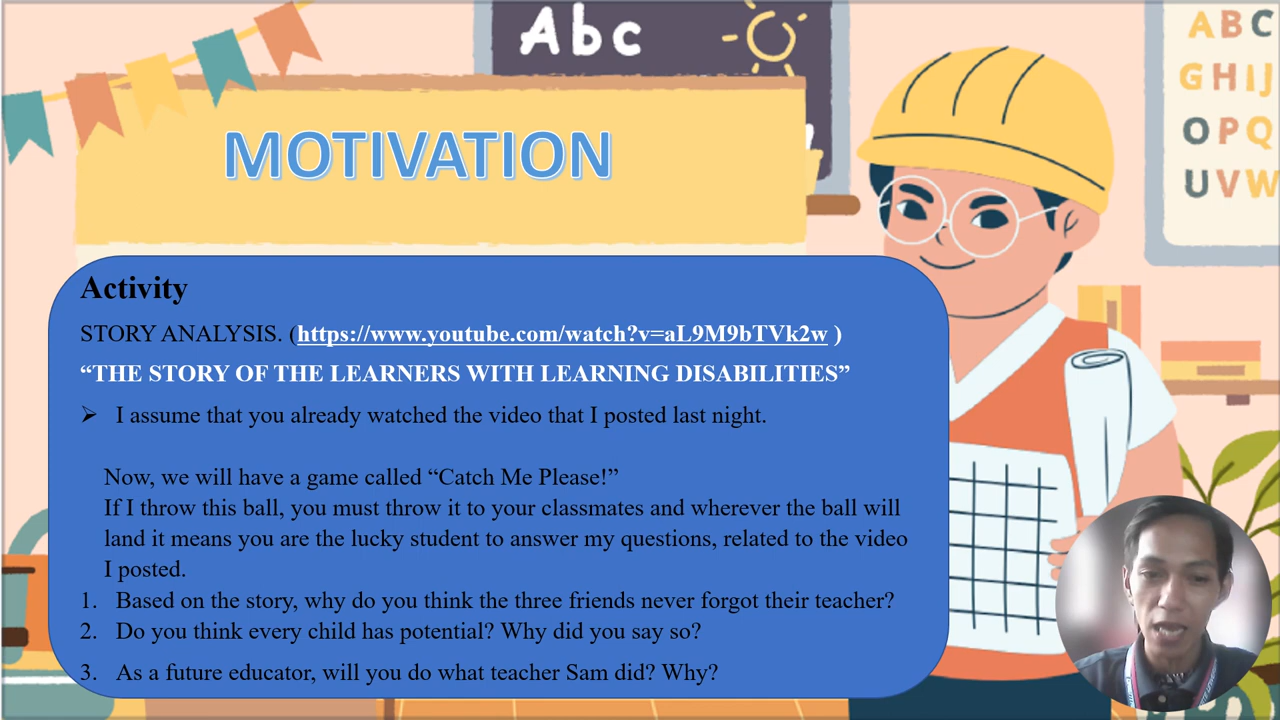 Abc
ABC
GHIJ
OPQ
UVW
MOTIVATION
Activity
STORY ANALYSIS. (https://www.youtube.com/watch?v=aL9M9bTVk2w )
“THE STORY OF THE LEARNERS WITH LEARNING DISABILITIES”
➢ I assume that you already watched the video that I posted last night.
Now, we will have a game called “Catch Me Please!”
If I throw this ball, you must throw it to your classmates and wherever the ball will
land it means you are the lucky student to answer my questions, related to the video
I posted.
1. Based on the story, why do you think the three friends never forgot their teacher?
2. Do you think every child has potential? Why did you say so?
3. As a future educator, will you do what teacher Sam did? Why?